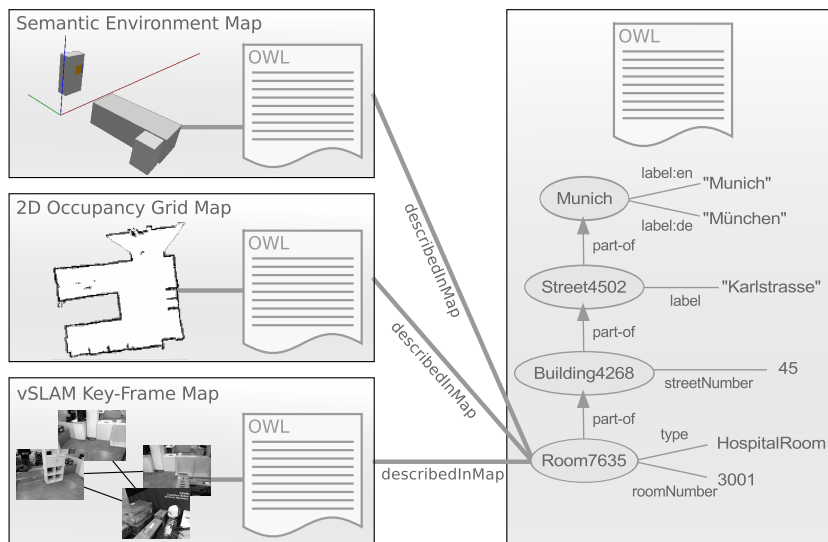 Semantic Environment Map
OWL
2D Occupancy Grid Map
OWL
vSLAM Key-Frame Map
OWL
describedInMap
describedInMap
describedInMap
OWL
Munich
label:en
"Munich"
label:de
"München"
part-of
Street4502
label
"Karlstrasse"
part-of
Building4268
streetNumber
45
part-of
Room7635
type
HospitalRoom
roomNumber
3001